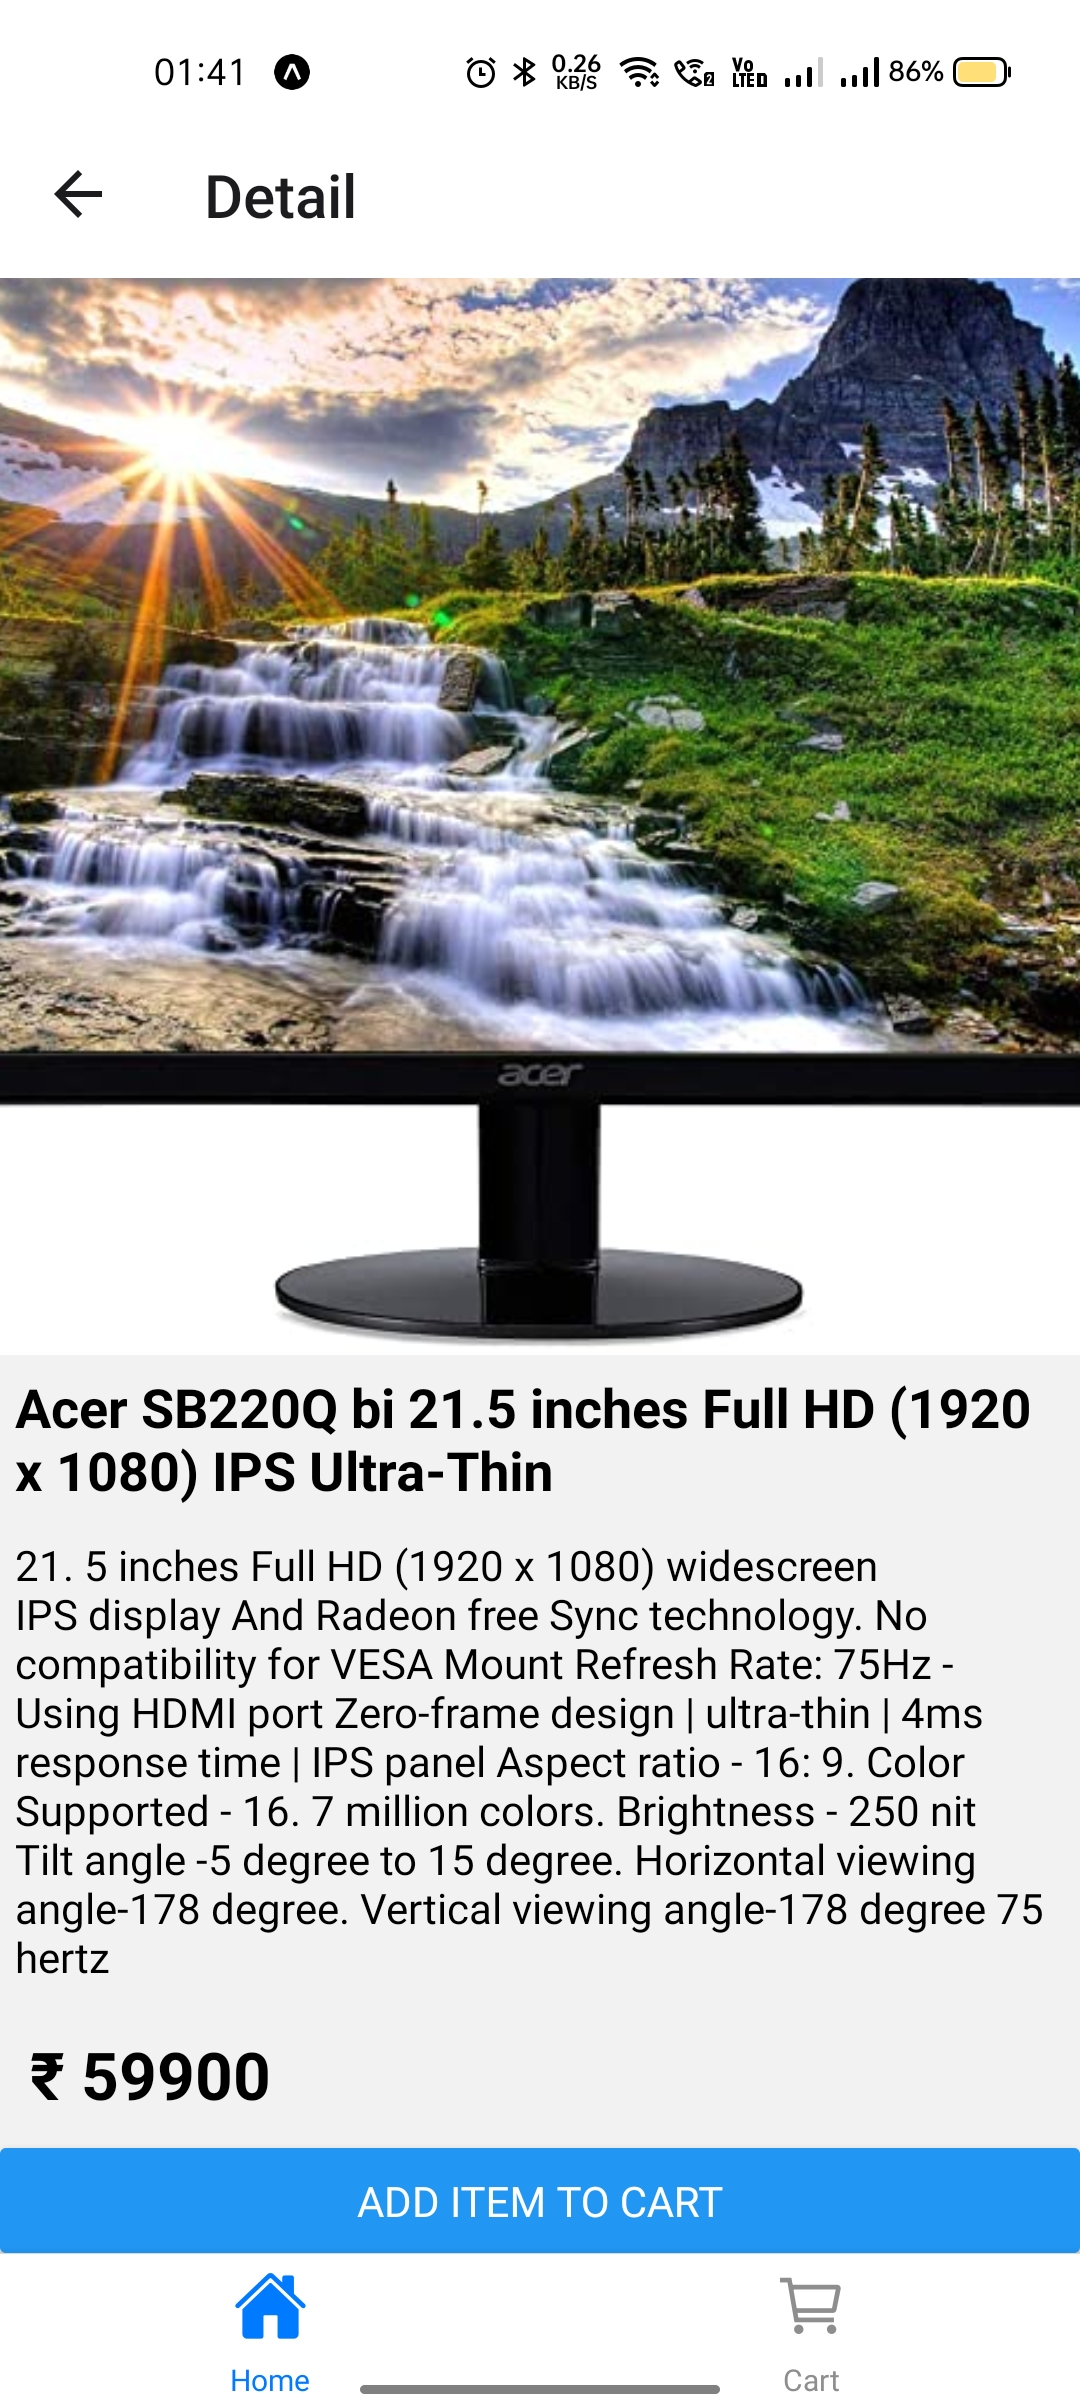 01:41 0.26 KB/S 2 Vo LTE D 86%
Detail
acer
Acer SB220Q bi 21.5 inches Full HD (1920
x 1080) IPS Ultra-Thin
21. 5 inches Full HD (1920 x 1080) widescreen
IPS display And Radeon free Sync technology. No
compatibility for VESA Mount Refresh Rate: 75Hz -
Using HDMI port Zero-frame design | ultra-thin | 4ms
response time | IPS panel Aspect ratio - 16: 9. Color
Supported - 16. 7 million colors. Brightness - 250 nit
Tilt angle -5 degree to 15 degree. Horizontal viewing
angle-178 degree. Vertical viewing angle-178 degree 75
hertz
₹ 59900
ADD ITEM TO CART
Home Cart